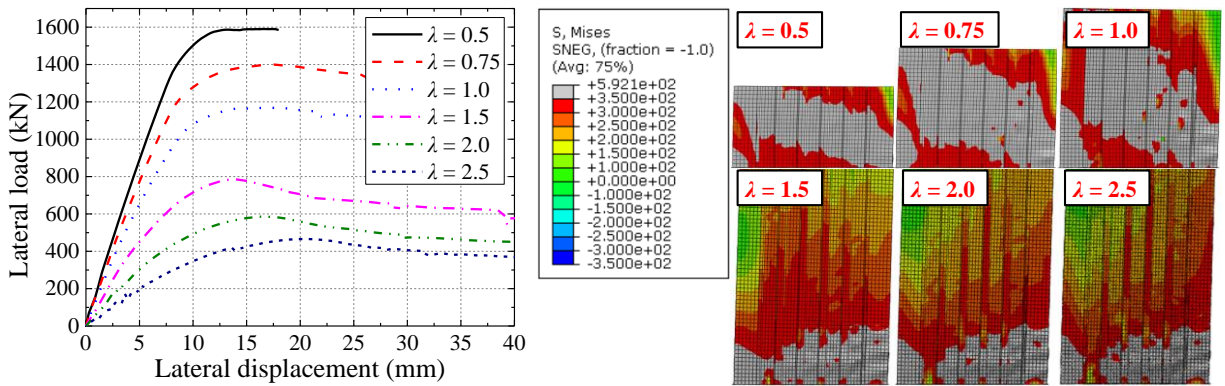 1700
1600
1400
1200
1000
800
600
400
200
0
0 5 10 15 20 25 30 35 40
Lateral load (kN)
Lateral displacement (mm)
λ = 0.5
λ = 0.75
λ = 1.0
λ = 1.5
λ = 2.0
λ = 2.5
S, Mises
SNEG, (fraction = -1.0)
(Avg: 75%)
+5.921e+02
+3.500e+02
+3.000e+02
+2.500e+02
+2.000e+02
+1.500e+02
+1.000e+02
+0.000e+00
-1.000e+02
-1.500e+02
-2.000e+02
-2.500e+02
-3.000e+02
-3.500e+02
λ = 0.5
λ = 0.75
λ = 1.0
λ = 1.5
λ = 2.0
λ = 2.5